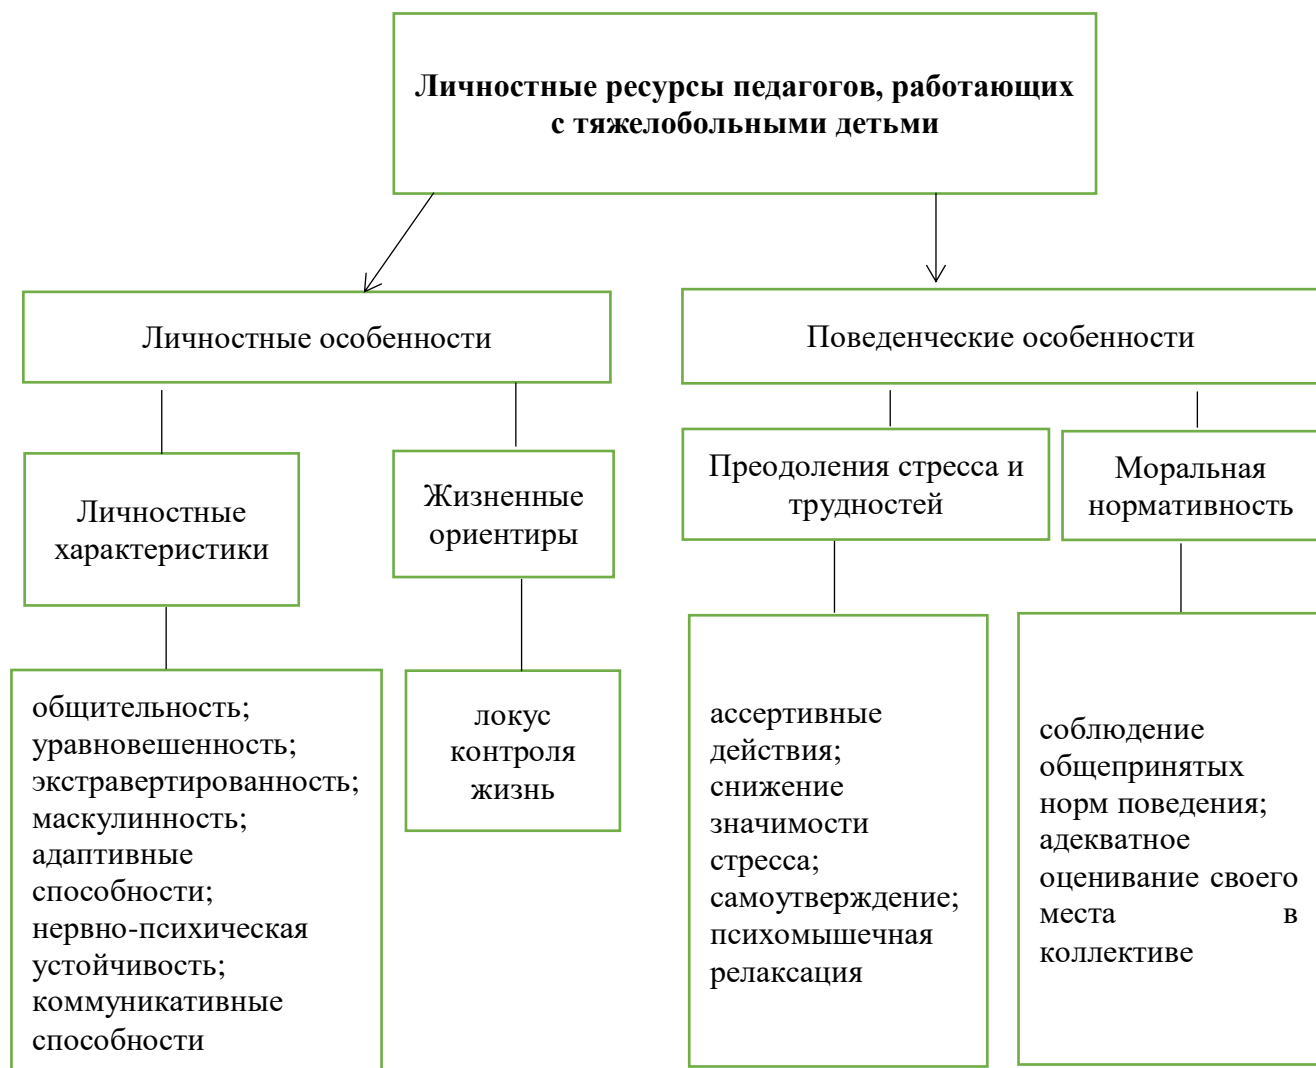 Личностные ресурсы педагогов, работающих
с тяжелобольными детьми
Личностные особенности
Поведенческие особенности
Личностные
характеристики
Жизненные
ориентиры
Преодоления стресса и
трудностей
Моральная
нормативность
общительность;
уравновешенность;
экстравертированность;
маскулинность;
адаптивные
способности;
нервно-психическая
устойчивость;
коммуникативные
способности
локус
контроля
жизнь
ассертивные
действия;
снижение
значимости
стресса;
самоутверждение;
психомышечная
релаксация
соблюдение
общепринятых
норм поведения;
адекватное
оценивание своего
места в
коллективе